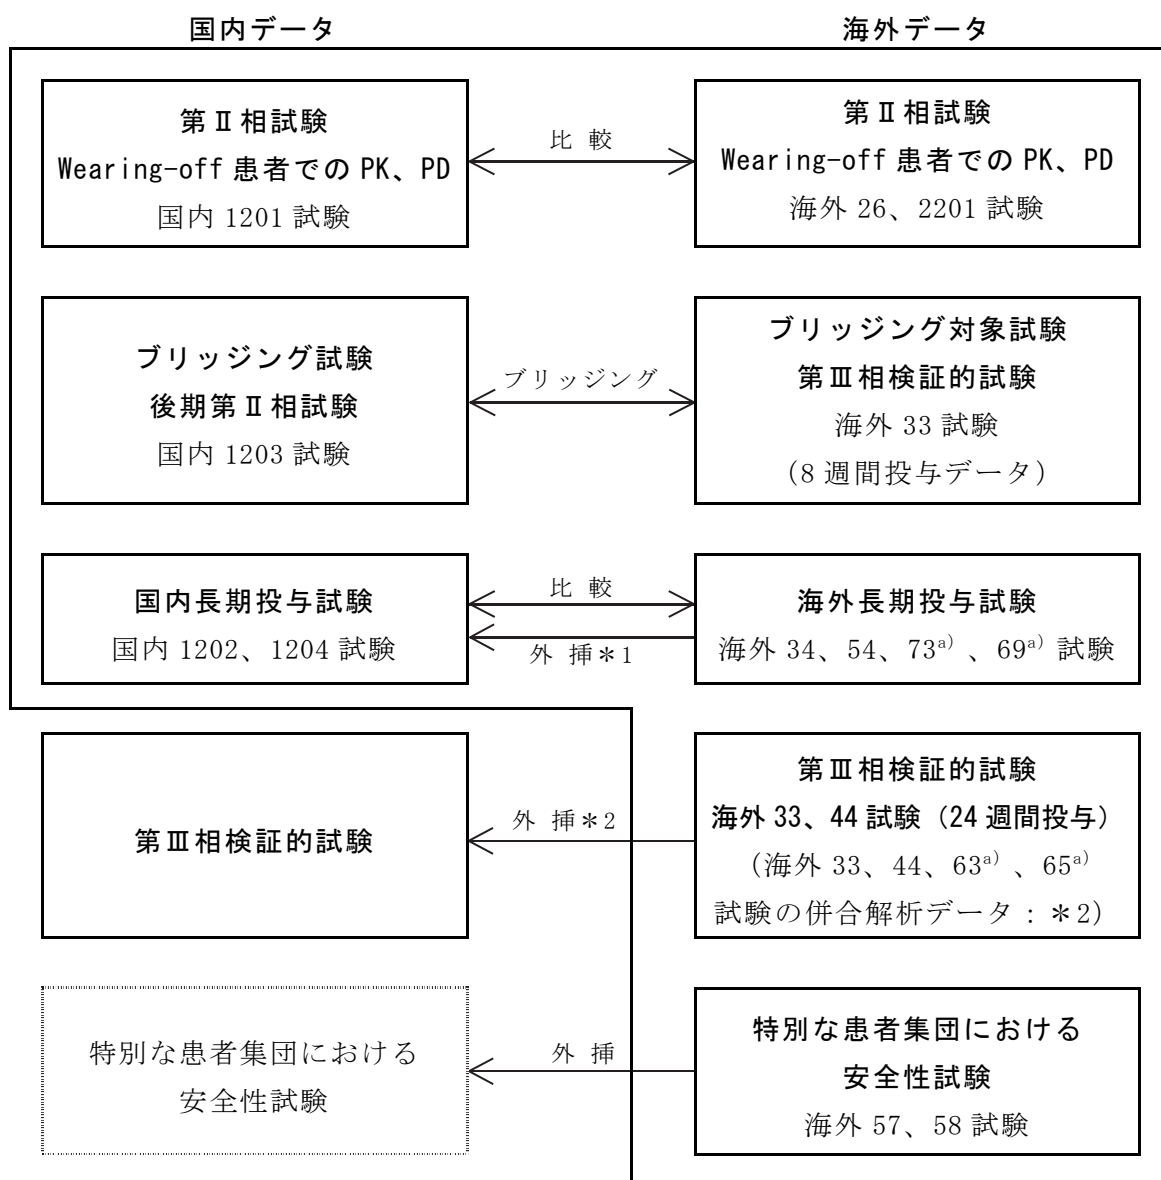 国内データ
海外データ
第Ⅱ相試験
Wearing-off 患者での PK、PD
国内 1201 試験
比 較
第Ⅱ相試験
Wearing-off 患者での PK、PD
海外 26、2201 試験
ブリッジング試験
後期第Ⅱ相試験
国内 1203 試験
ブリッジング
ブリッジング対象試験
第Ⅲ相検証的試験
海外 33 試験
（8 週間投与データ）
国内長期投与試験
国内 1202、1204 試験
比 較
外 挿＊1
海外長期投与試験
海外 34、54、73a）、69a） 試験
第Ⅲ相検証的試験
外 挿＊2
第Ⅲ相検証的試験
海外 33、44 試験（24 週間投与）
（海外 33、44、63a）、65a）
試験の併合解析データ：＊2）
特別な患者集団における
安全性試験
外 挿
特別な患者集団における
安全性試験
海外 57、58 試験